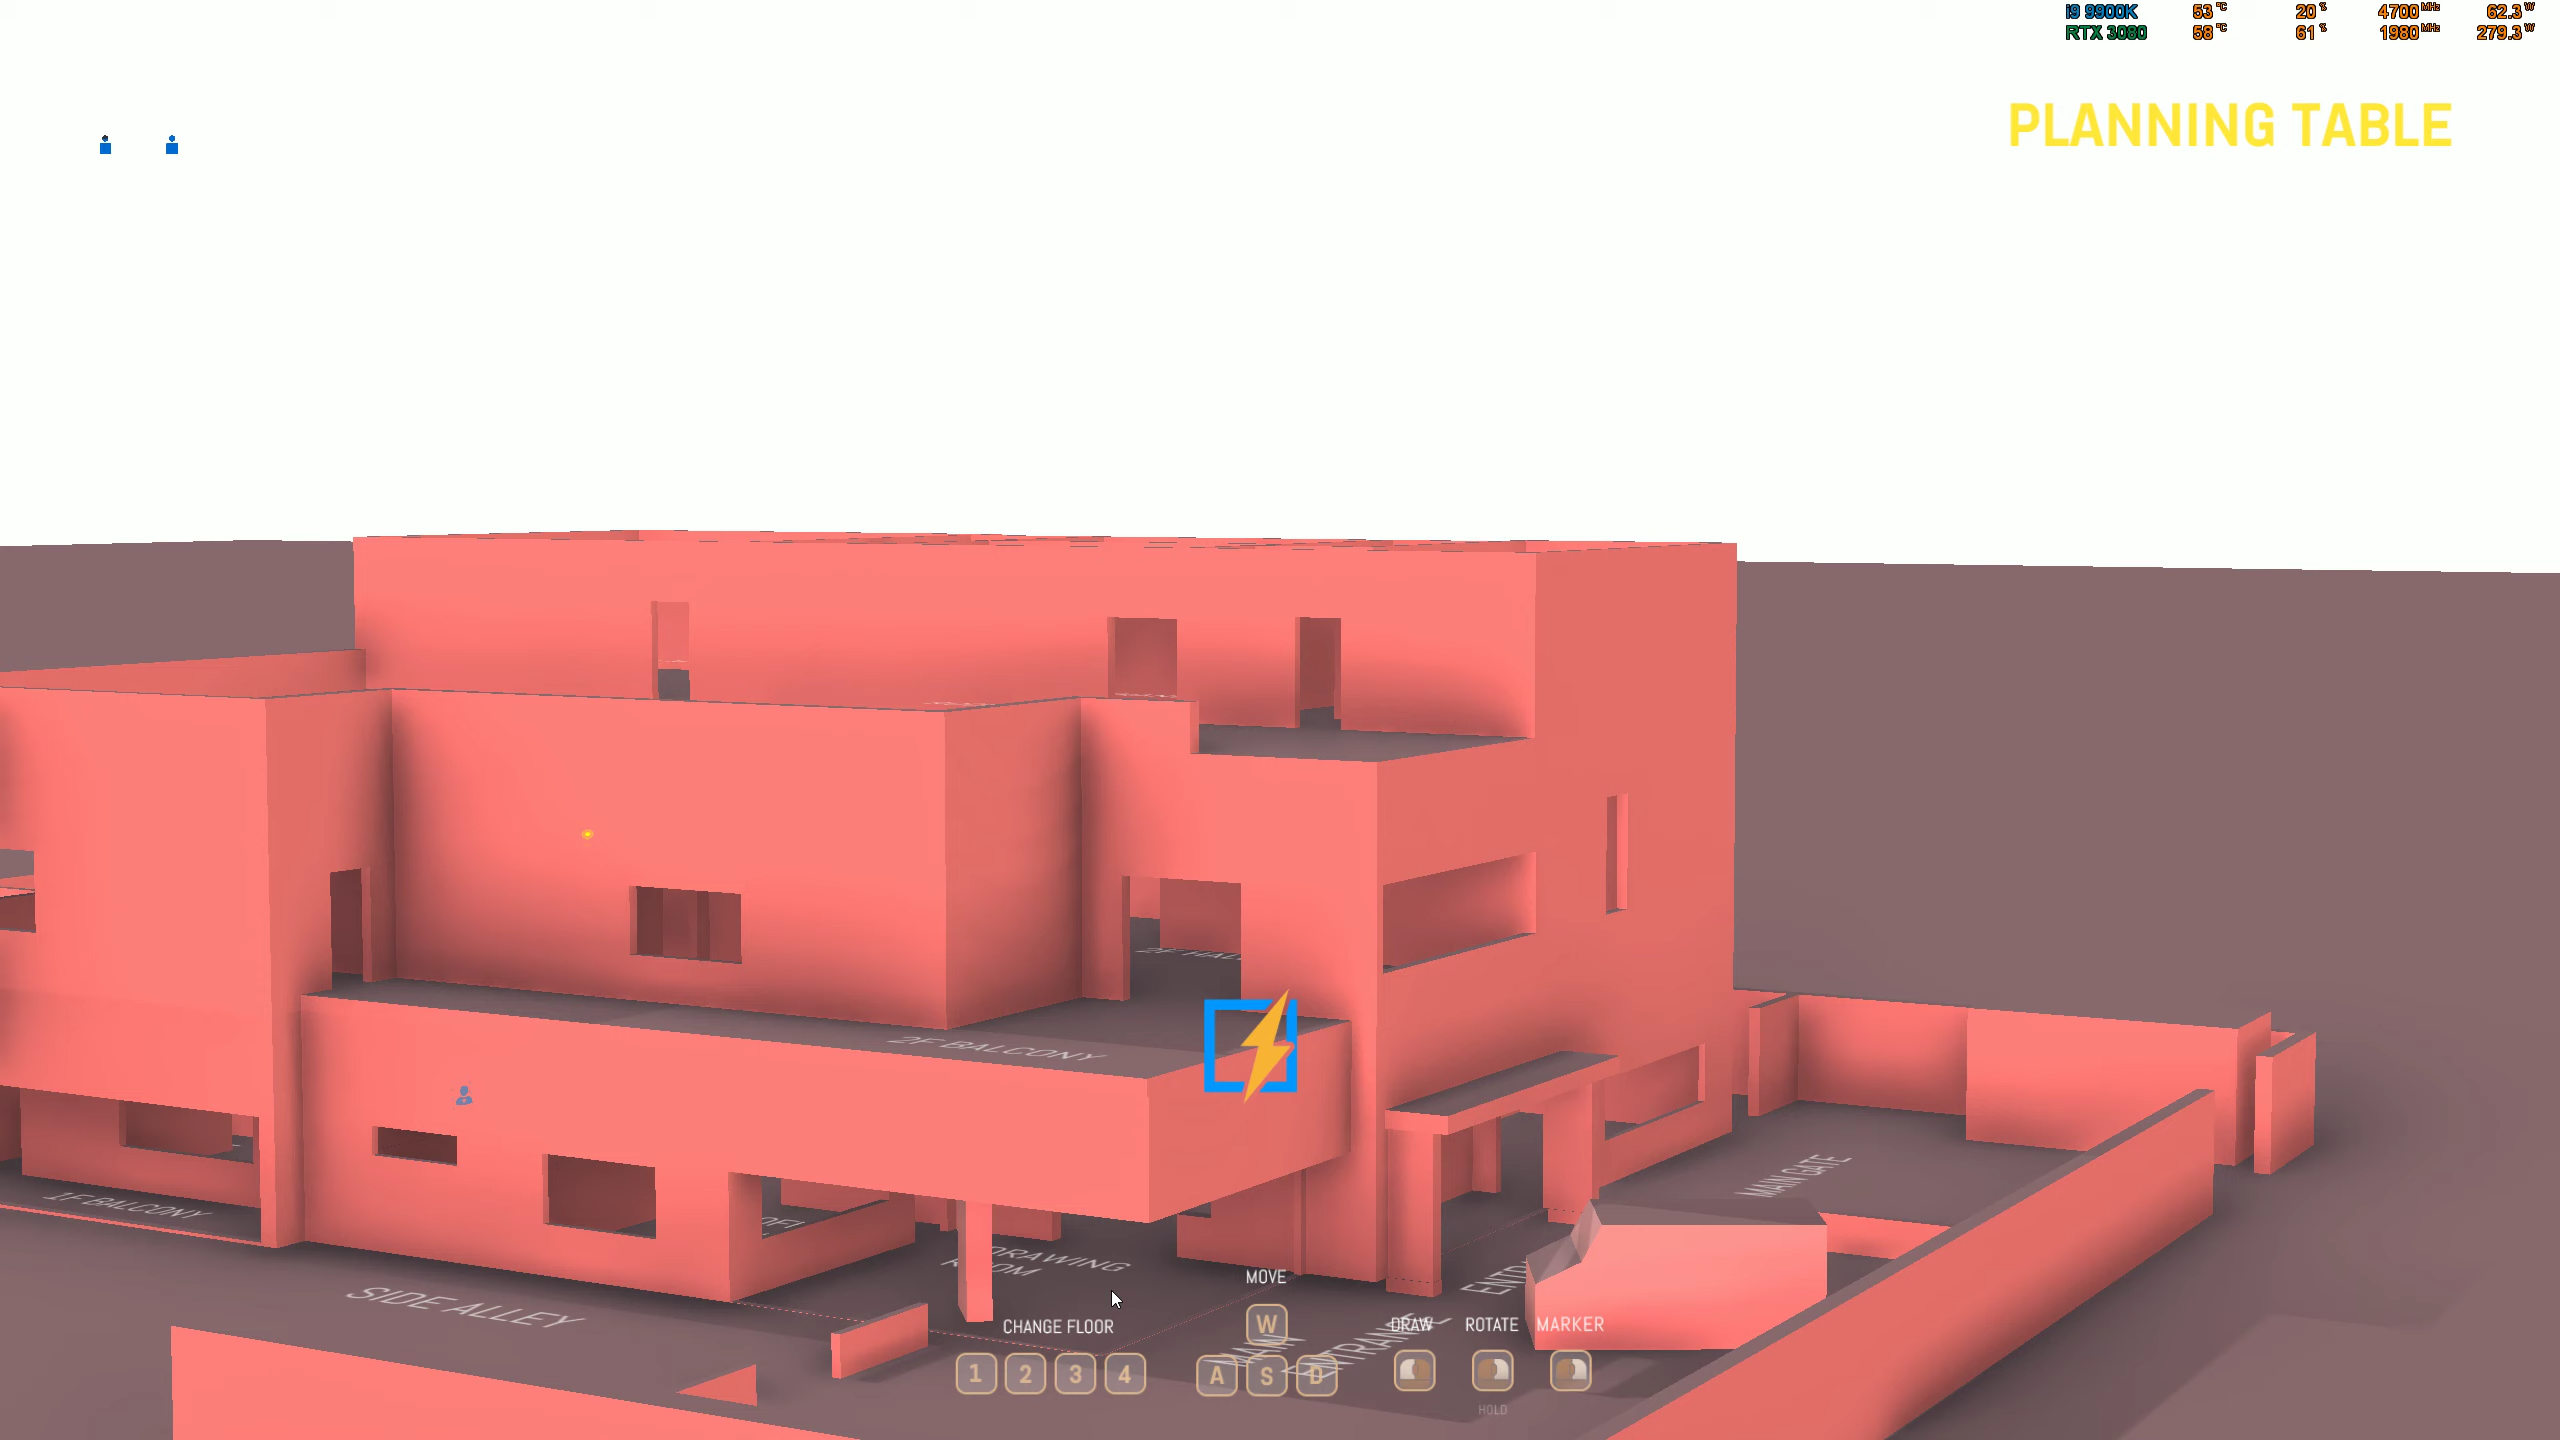 i9 9900K 53 °C 20 % 4700 MHz 62.3 W
RTX 3080 58 °C 61 % 1980 MHz 279.3 W
PLANNING TABLE
2F BALCONY
1F BALCONY
MAIN GATE
DRAWING
ROOM
SIDE ALLEY
MOVE
W
CHANGE FLOOR
1 2 3 4
A S D
MAIN
ENTRANCE
DRAW ROTATE MARKER
HOLD